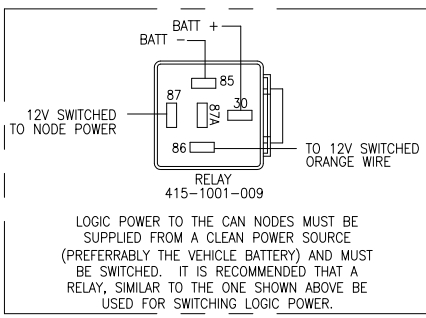 BATT +
BATT -
85
87
30
87A
12V SWITCHED
TO NODE POWER
86
TO 12V SWITCHED
ORANGE WIRE
RELAY
415-1001-009
LOGIC POWER TO THE CAN NODES MUST BE
SUPPLIED FROM A CLEAN POWER SOURCE
(PREFERRABLY THE VEHICLE BATTERY) AND MUST
BE SWITCHED. IT IS RECOMMENDED THAT A
RELAY, SIMILAR TO THE ONE SHOWN ABOVE BE
USED FOR SWITCHING LOGIC POWER.